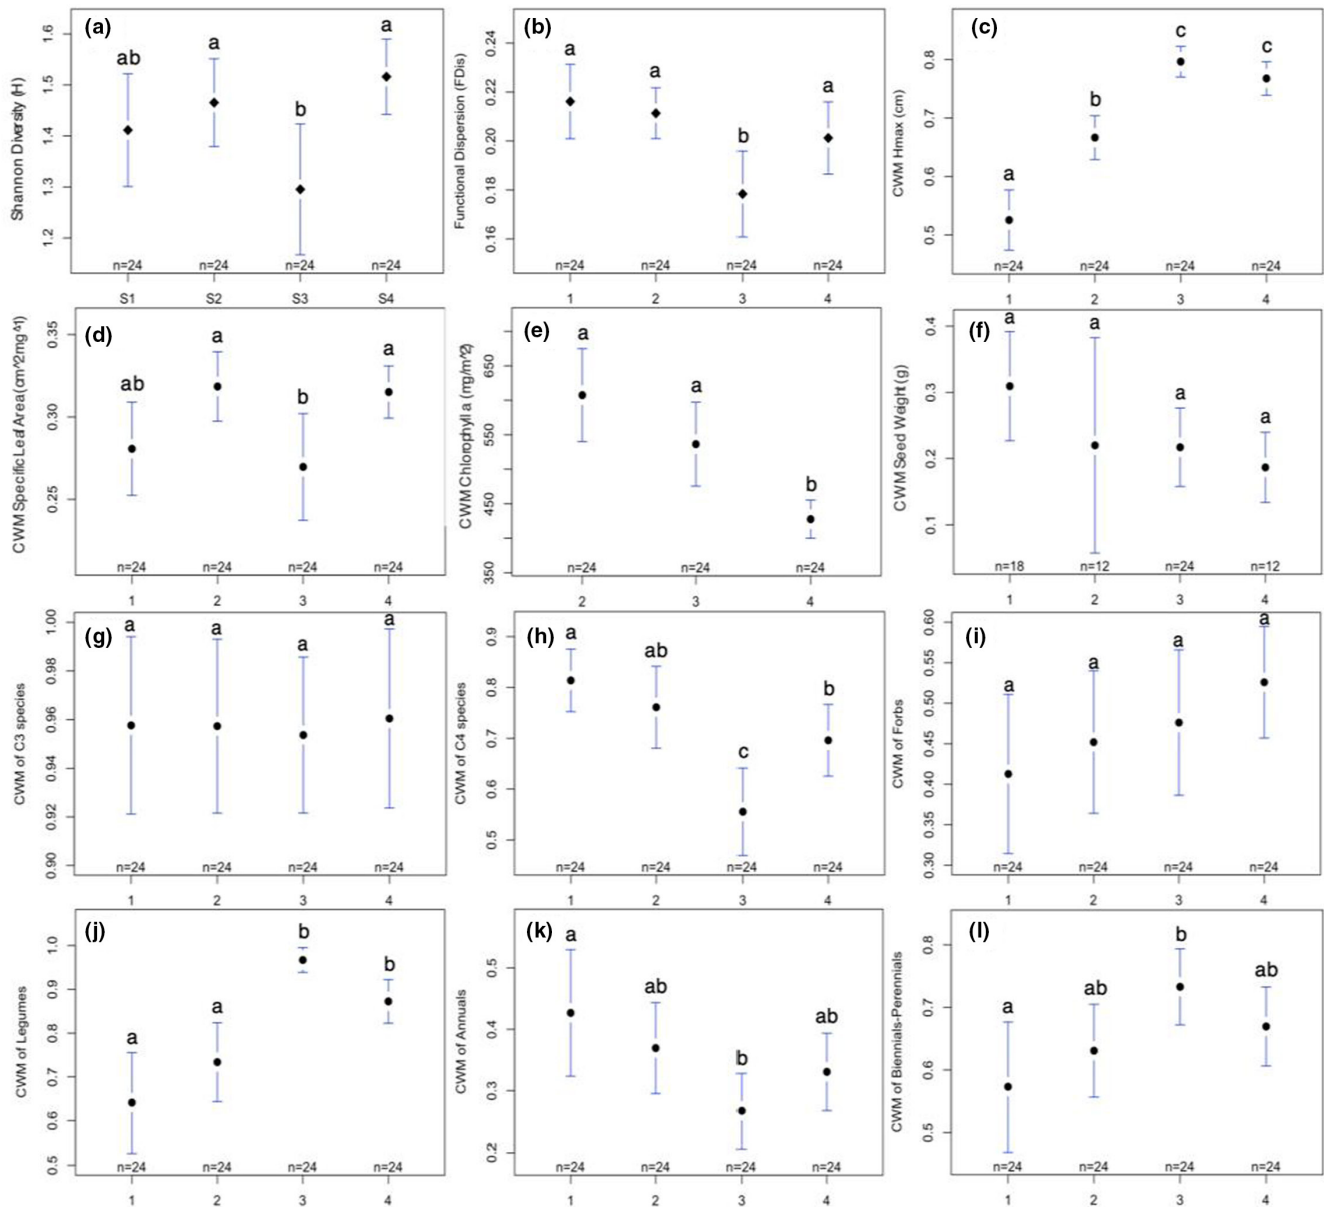 (a)
Shannon Diversity (H)
1.6
1.5
1.4
1.3
1.2
ab
a
b
a
n=24 n=24 n=24 n=24
S1 S2 S3 S4
(b)
Functional Dispersion (FDis)
0.24
0.22
0.20
0.18
0.16
a
a
b
a
n=24 n=24 n=24 n=24
1 2 3 4
(c)
CWM Hmax (cm)
0.8
0.7
0.6
0.5
a
b
c
c
n=24 n=24 n=24 n=24
1 2 3 4
(d)
CWM Specific Leaf Area (cm^2mg^1)
0.35
0.30
0.25
ab
a
b
a
n=24 n=24 n=24 n=24
1 2 3 4
(e)
CWM Chlorophyll a (mg/m^2)
650
550
450
350
a
a
b
n=24 n=24 n=24
2 3 4
(f)
CWM Seed Weight (g)
0.4
0.3
0.2
0.1
a
a
a
a
n=18 n=12 n=24 n=12
1 2 3 4
(g)
CWM of C3 species
1.00
0.98
0.96
0.94
0.92
0.90
a
a
a
a
n=24 n=24 n=24 n=24
1 2 3 4
(h)
CWM of C4 species
0.9
0.8
0.7
0.6
0.5
a
ab
c
b
n=24 n=24 n=24 n=24
1 2 3 4
(i)
CWM of Forbs
0.60
0.55
0.50
0.45
0.40
0.35
0.30
a
a
a
a
n=24 n=24 n=24 n=24
1 2 3 4
(j)
CWM of Legumes
1.0
0.9
0.8
0.7
0.6
0.5
a
a
b
b
n=24 n=24 n=24 n=24
1 2 3 4
(k)
CWM of Annuals
0.5
0.4
0.3
0.2
a
ab
b
ab
n=24 n=24 n=24 n=24
1 2 3 4
(l)
CWM of Biennials-Perennials
0.8
0.7
0.6
0.5
a
ab
b
ab
n=24 n=24 n=24 n=24
1 2 3 4